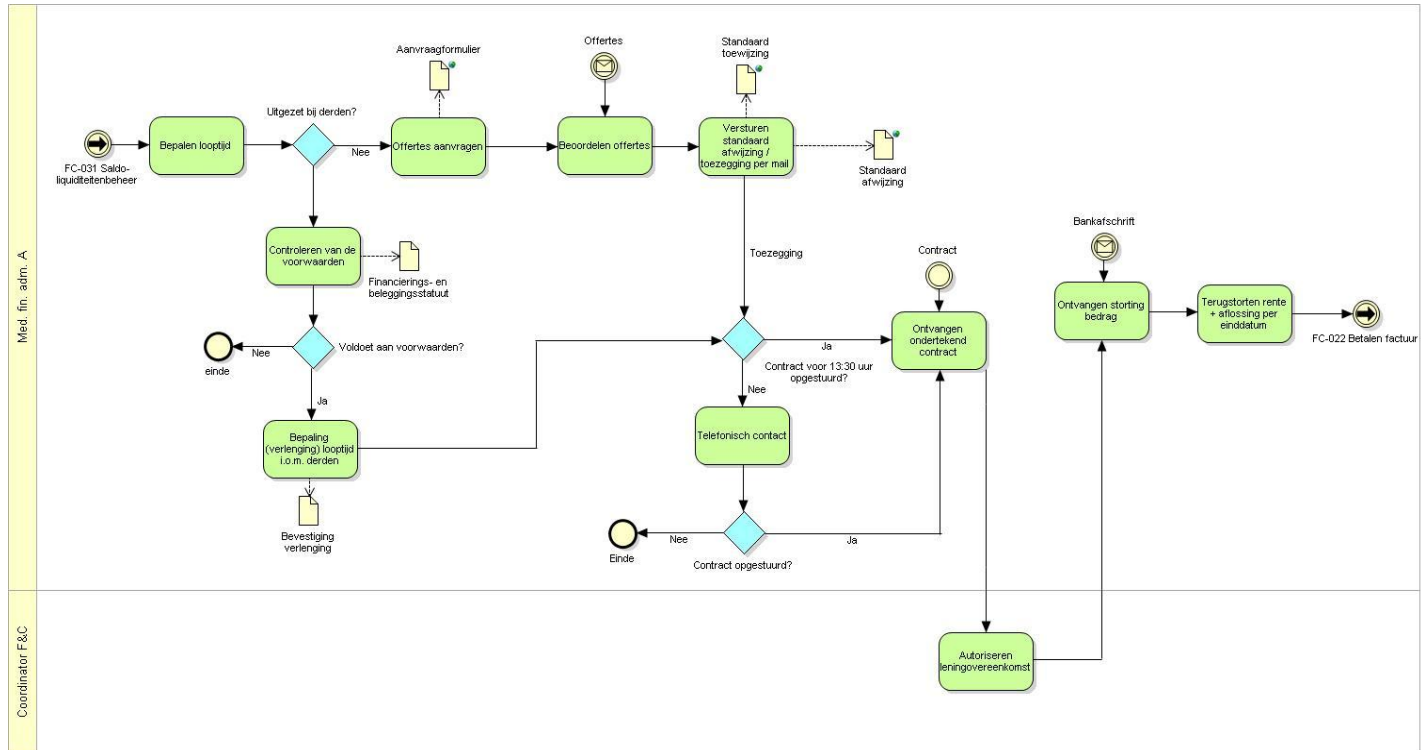 Med. fin. adm. A
FC-031 Saldo-
liquiditeitenbeheer
Bepalen looptijd
Uitgezet bij derden?
Nee
Aanvraagformulier
Offertes aanvragen
Offertes
Beoordelen offertes
Standaard
toewijzing
Versturen
standaard
afwijzing /
toezegging per mail
Standaard
afwijzing
Controleren van de
voorwaarden
Financierings- en
beleggingsstatuut
Toezegging
Nee
einde
Voldoet aan voorwaarden?
Ja
Bepaling
(verlenging) looptijd
i.o.m. derden
Bevestiging
verlenging
Ja
Contract voor 13:30 uur
opgestuurd?
Nee
Telefonisch contact
Nee
Einde
Ja
Contract opgestuurd?
Contract
Ontvangen
ondertekend
contract
Bankafschrift
Ontvangen storting
bedrag
Terugstorten rente
+ aflossing per
einddatum
FC-022 Betalen factuur
Coordinator F&C
Autoriseren
leningovereenkomst